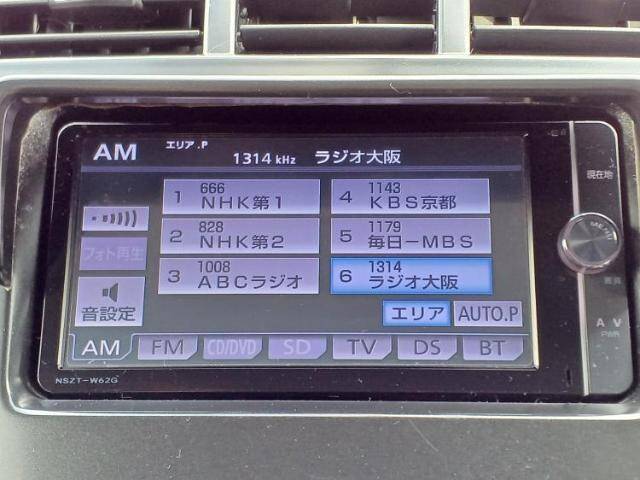 AM エリア.P 1314 kHz ラジオ大阪
1 666 NHK第1
4 1143 KBS京都
2 828 NHK第2
5 1179 毎日-MBS
3 1008 ABCラジオ
6 1314 ラジオ大阪
フォト再生
音設定
エリア AUTO.P
AM FM CD/DVD SD TV DS BT
NSZT-W62G
現在地
MENU
A V
PWR